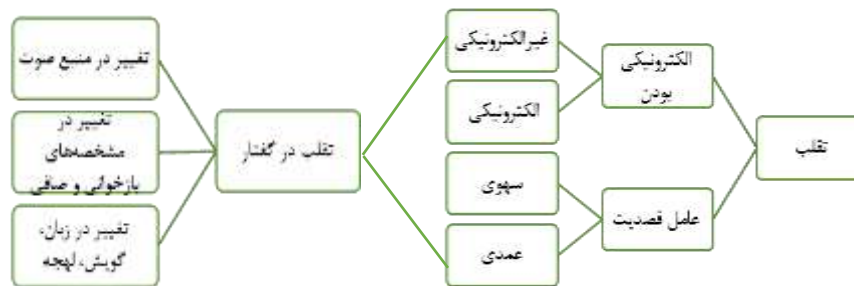 تقلب
الکترونیکی
بودن
عامل قصدیت
غیرالکترونیکی
الکترونیکی
سهوی
عمدی
تقلب در گفتار
تغییر در منبع صوت
تغییر در
مشخصه‌های
بازخوانی و صافی
تغییر در زبان،
گویش، لهجه